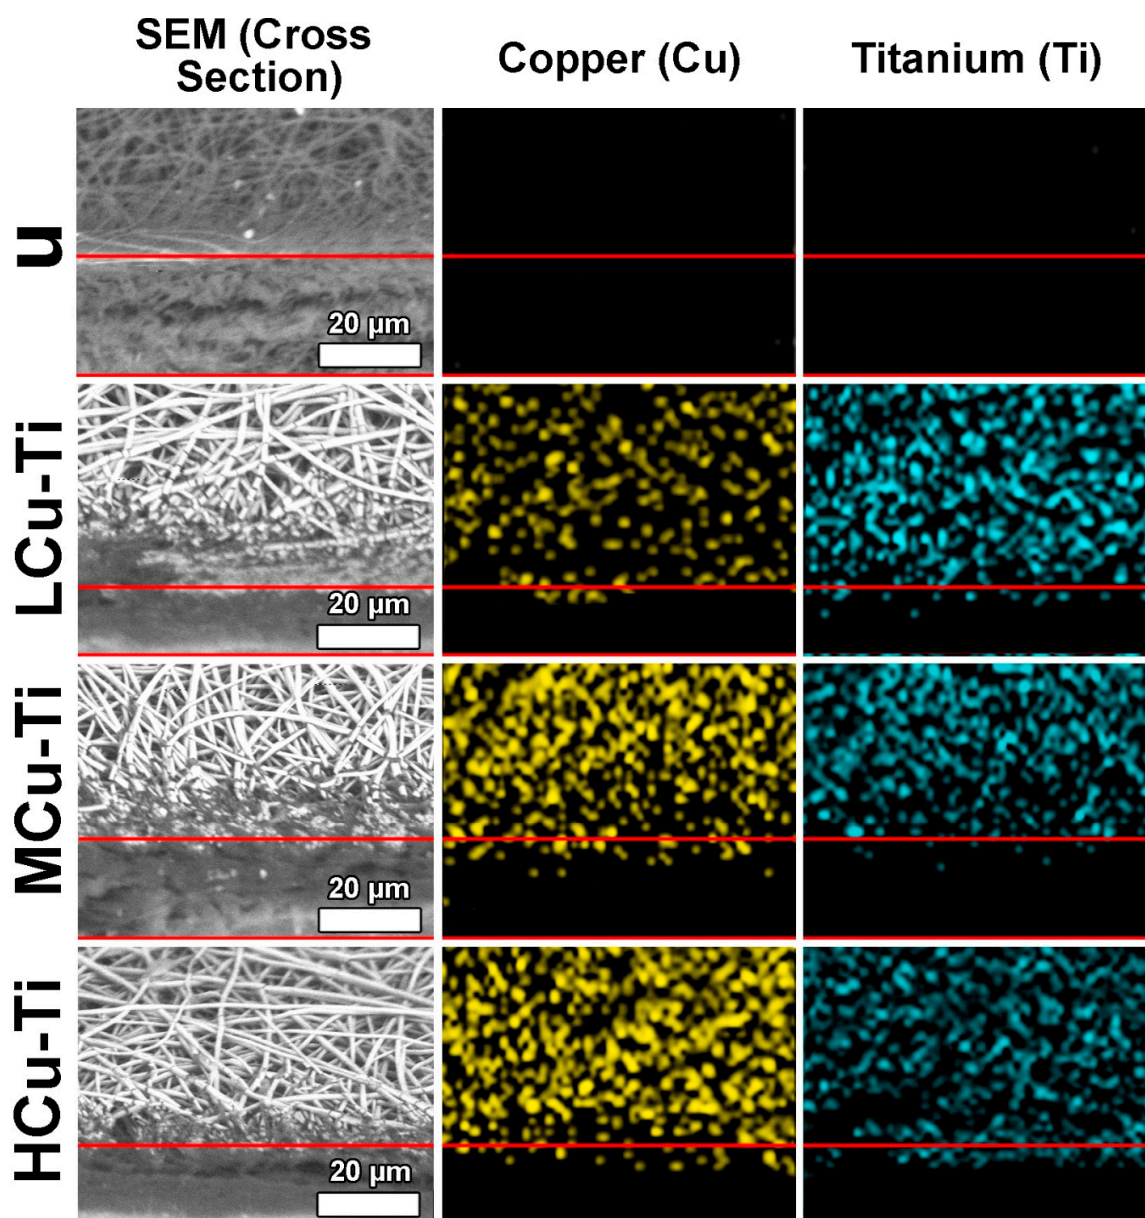 SEM (Cross
Section)
Copper (Cu)
Titanium (Ti)
u
20 µm
LCu-Ti
20 µm
MCu-Ti
20 µm
HCu-Ti
20 µm